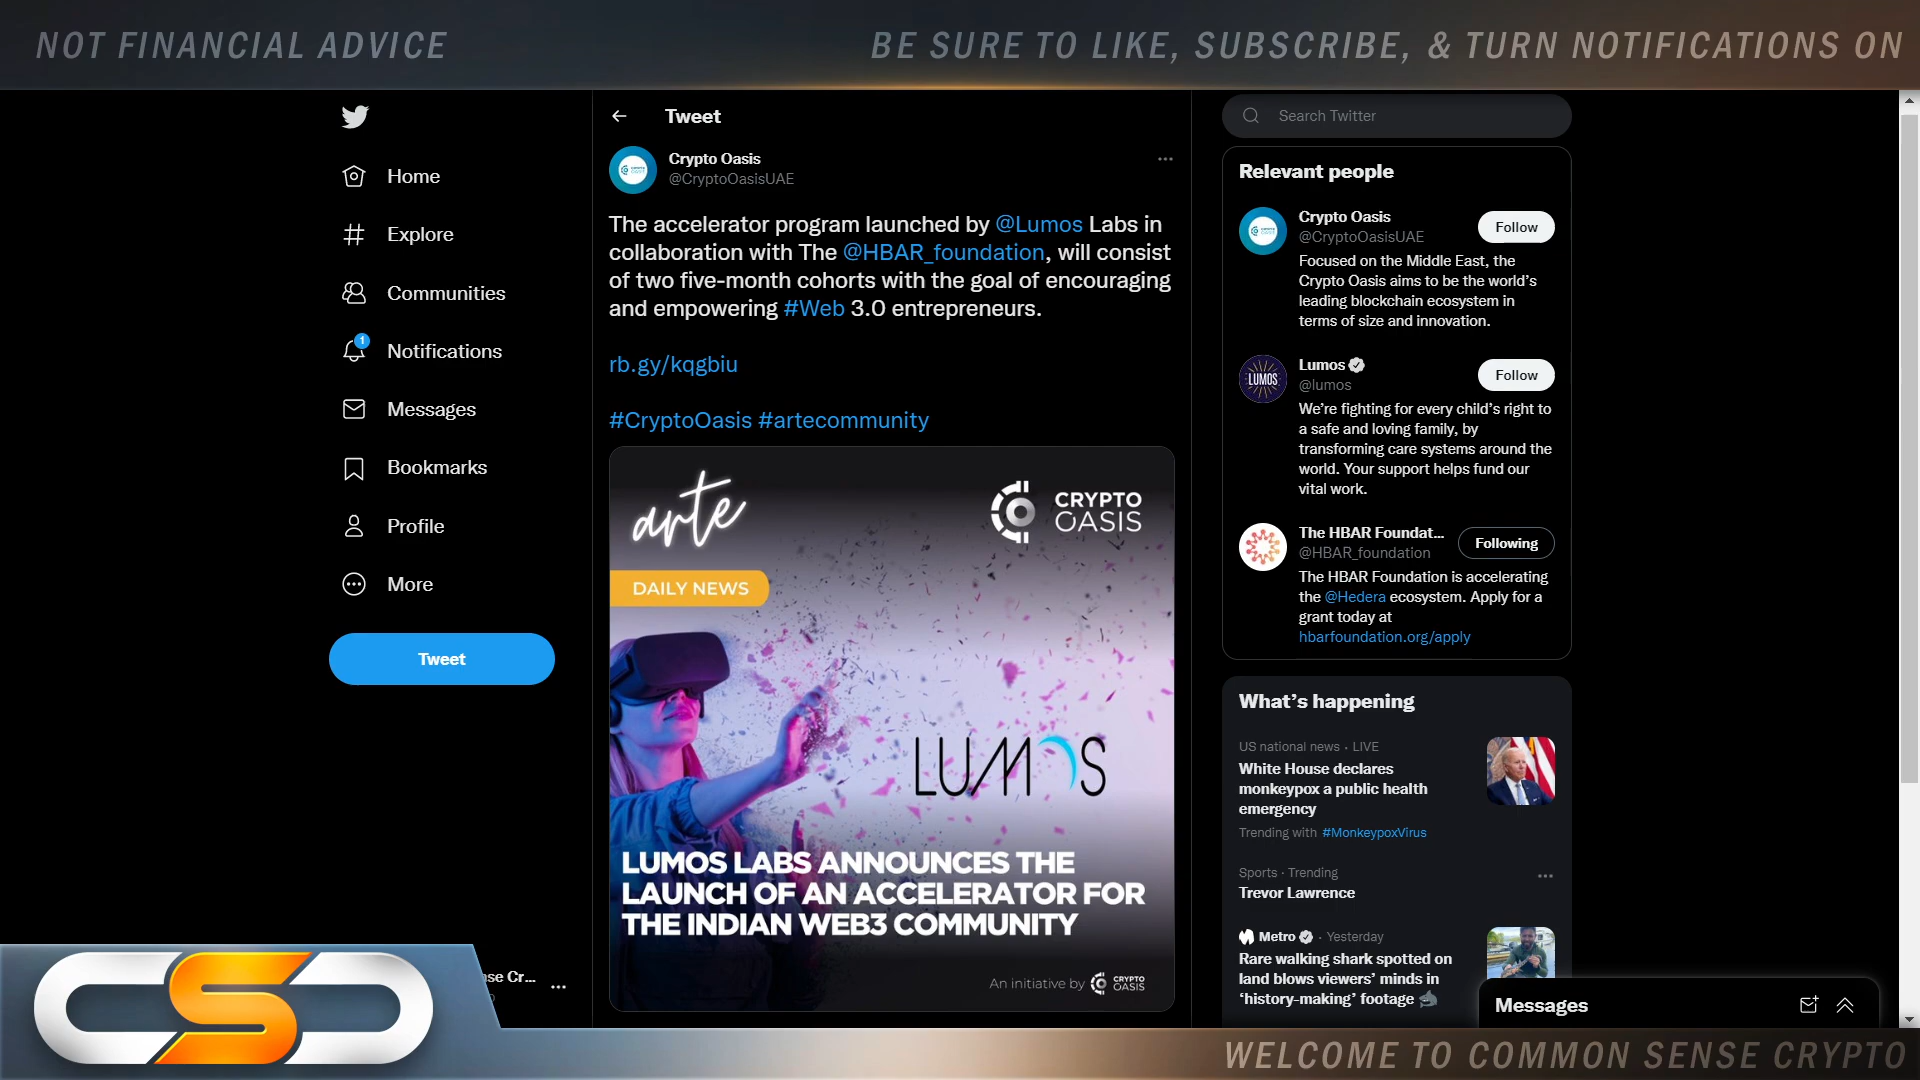 NOT FINANCIAL ADVICE
BE SURE TO LIKE, SUBSCRIBE, & TURN NOTIFICATIONS ON
Home
Explore
Communities
1
Notifications
Messages
Bookmarks
Profile
More
Tweet
se Cr...
Tweet
Crypto Oasis
@CryptoOasisUAE
The accelerator program launched by @Lumos Labs in
collaboration with The @HBAR_foundation, will consist
of two five-month cohorts with the goal of encouraging
and empowering #Web 3.0 entrepreneurs.
rb.gy/kqgbiu
#CryptoOasis #artecommunity
arte
CRYPTO
OASIS
DAILY NEWS
LUMOS
LUMOS LABS ANNOUNCES THE
LAUNCH OF AN ACCELERATOR FOR
THE INDIAN WEB3 COMMUNITY
An initiative by CRYPTO OASIS
Search Twitter
Relevant people
Crypto Oasis
@CryptoOasisUAE
Follow
Focused on the Middle East, the
Crypto Oasis aims to be the world's
leading blockchain ecosystem in
terms of size and innovation.
LUMOS
Lumos
@lumos
Follow
We're fighting for every child's right to
a safe and loving family, by
transforming care systems around the
world. Your support helps fund our
vital work.
The HBAR Foundat...
@HBAR_foundation
Following
The HBAR Foundation is accelerating
the @Hedera ecosystem. Apply for a
grant today at
hbarfoundation.org/apply
What's happening
US national news · LIVE
White House declares
monkeypox a public health
emergency
Trending with #MonkeypoxVirus
Sports · Trending
Trevor Lawrence
Metro · Yesterday
Rare walking shark spotted on
land blows viewers' minds in
'history-making' footage
Messages
CSC
WELCOME TO COMMON SENSE CRYPTO